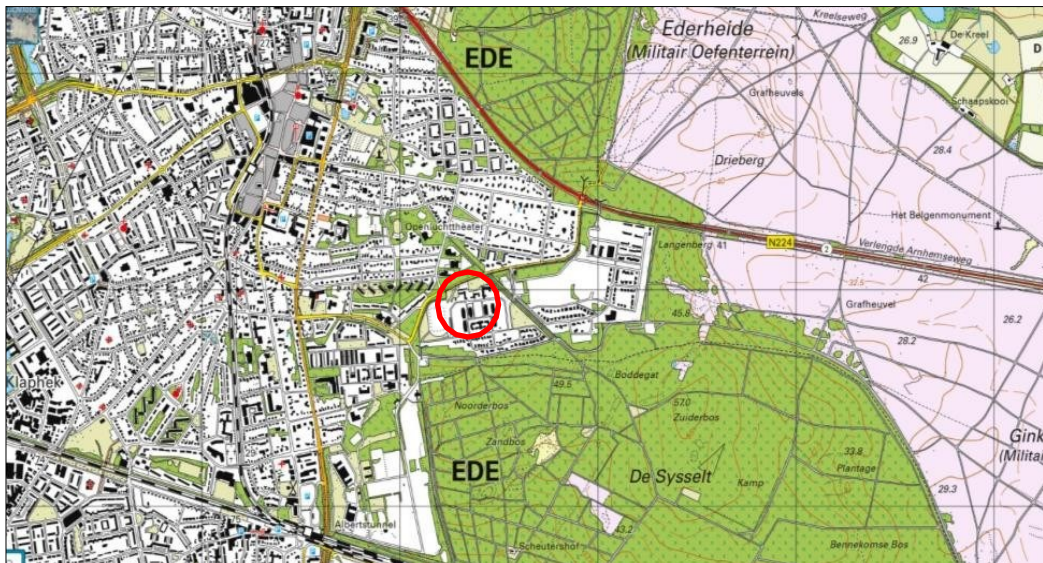 Kreelseweg
De Kreel
26.9
D
EDE
Ederheide
(Militair Oefenterrein)
Grafheuvels
Schaapskooi
28.4
Drieberg
Het Belgenmonument
Openluchttheater
Langenberg 41
N224
Verlengde Arnhemseweg
42
32.5
Grafheuvel
26.2
45.8
28.2
Klaphek
Boddegat
49.5
57.0
Noorderbos
Zuiderbos
Zandbos
EDE
De Sysselt
33.8
Plantage
Kamp
29.3
Gink
(Militai
Albertstunnel
43.2
Scheutershof
Bennekomse Bos